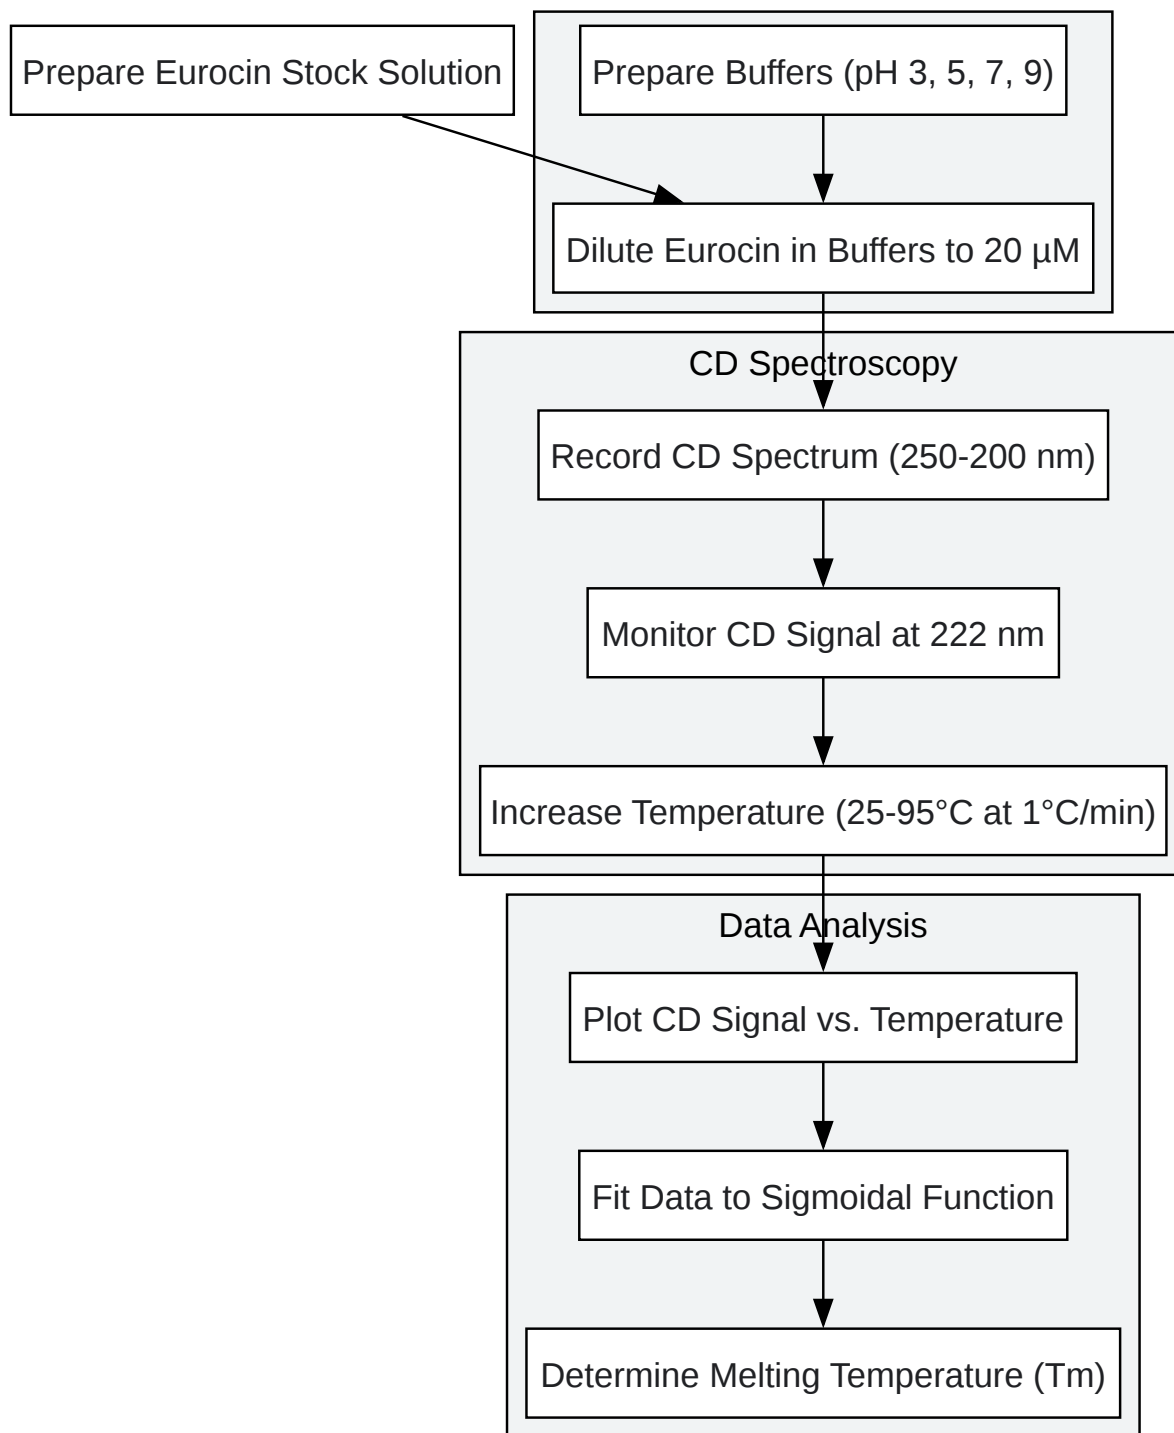 Prepare Eurocin Stock Solution
Prepare Buffers (pH 3, 5, 7, 9)
Dilute Eurocin in Buffers to 20 µM
CD Spectroscopy
Record CD Spectrum (250-200 nm)
Monitor CD Signal at 222 nm
Increase Temperature (25-95°C at 1°C/min)
Data Analysis
Plot CD Signal vs. Temperature
Fit Data to Sigmoidal Function
Determine Melting Temperature (Tm)